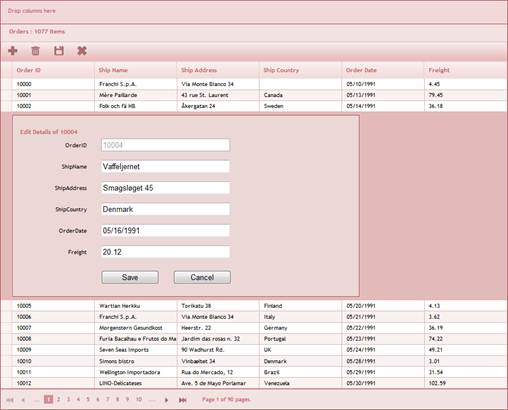 Drop columns here
Orders : 1077 Items
Order ID Ship Name Ship Address Ship Country Order Date Freight
10000 Franchi S.p.A. Via Monte Bianco 34 05/10/1991 4.45
10001 Mère Paillarde 43 rue St. Laurent Canada 05/13/1991 79.45
10002 Folk och fä HB Åkergatan 24 Sweden 05/14/1991 36.18
Edit Details of 10004
OrderID 10004
ShipName Vaffeljernet
ShipAddress Smagsløget 45
ShipCountry Denmark
OrderDate 05/16/1991
Freight 20.12
Save Cancel
10005 Wartian Herkku Torikatu 38 Finland 05/20/1991 4.13
10006 Franchi S.p.A. Via Monte Bianco 34 Italy 05/21/1991 3.62
10007 Morgenstern Gesundkost Heerstr. 22 Germany 05/22/1991 36.19
10008 Furia Bacalhau e Frutos do Ma Jardim das rosas n. 32 Portugal 05/23/1991 74.22
10009 Seven Seas Imports 90 Wadhurst Rd. UK 05/24/1991 49.21
10010 Simons bistro Vinbæltet 34 Denmark 05/28/1991 3.01
10011 Wellington Importadora Rua do Mercado, 12 Brazil 05/29/1991 31.54
10012 LINO-Delicateses Ave. 5 de Mayo Porlamar Venezuela 05/30/1991 102.59
... 1 2 3 4 5 6 7 8 9 10 ... Page 1 of 90 pages.